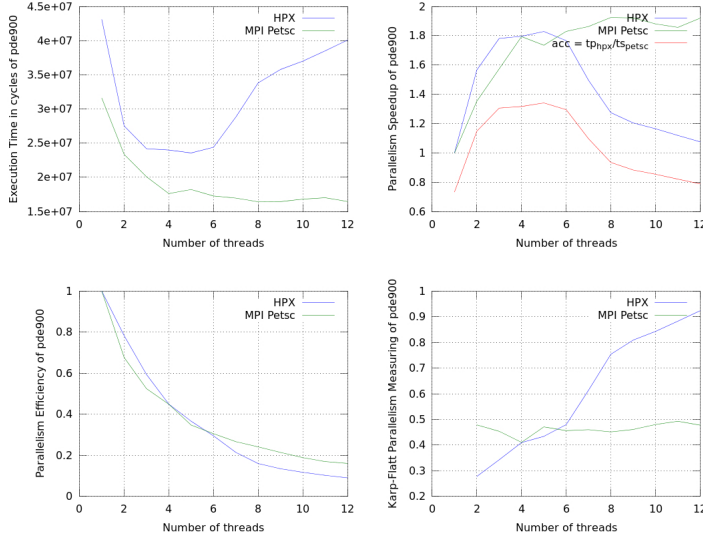 Execution Time in cycles of pde900
4.5e+07
4e+07
3.5e+07
3e+07
2.5e+07
2e+07
1.5e+07
HPX
MPI Petsc
0 2 4 6 8 10 12
Number of threads
Parallelism Speedup of pde900
2
1.8
1.6
1.4
1.2
1
0.8
0.6
HPX
MPI Petsc
acc = tp_hpx/ts_petsc
0 2 4 6 8 10 12
Number of threads
Parallelism Efficiency of pde900
1
0.8
0.6
0.4
0.2
0
HPX
MPI Petsc
0 2 4 6 8 10 12
Number of threads
Karp-Flatt Parallelism Measuring of pde900
1
0.9
0.8
0.7
0.6
0.5
0.4
0.3
0.2
HPX
MPI Petsc
0 2 4 6 8 10 12
Number of threads